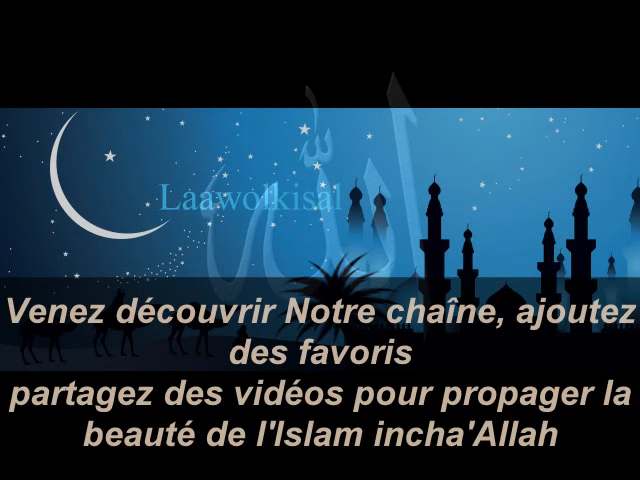 الله
Laawolkisal
Venez découvrir Notre chaîne, ajoutez
des favoris
partagez des vidéos pour propager la
beauté de l'Islam incha'Allah